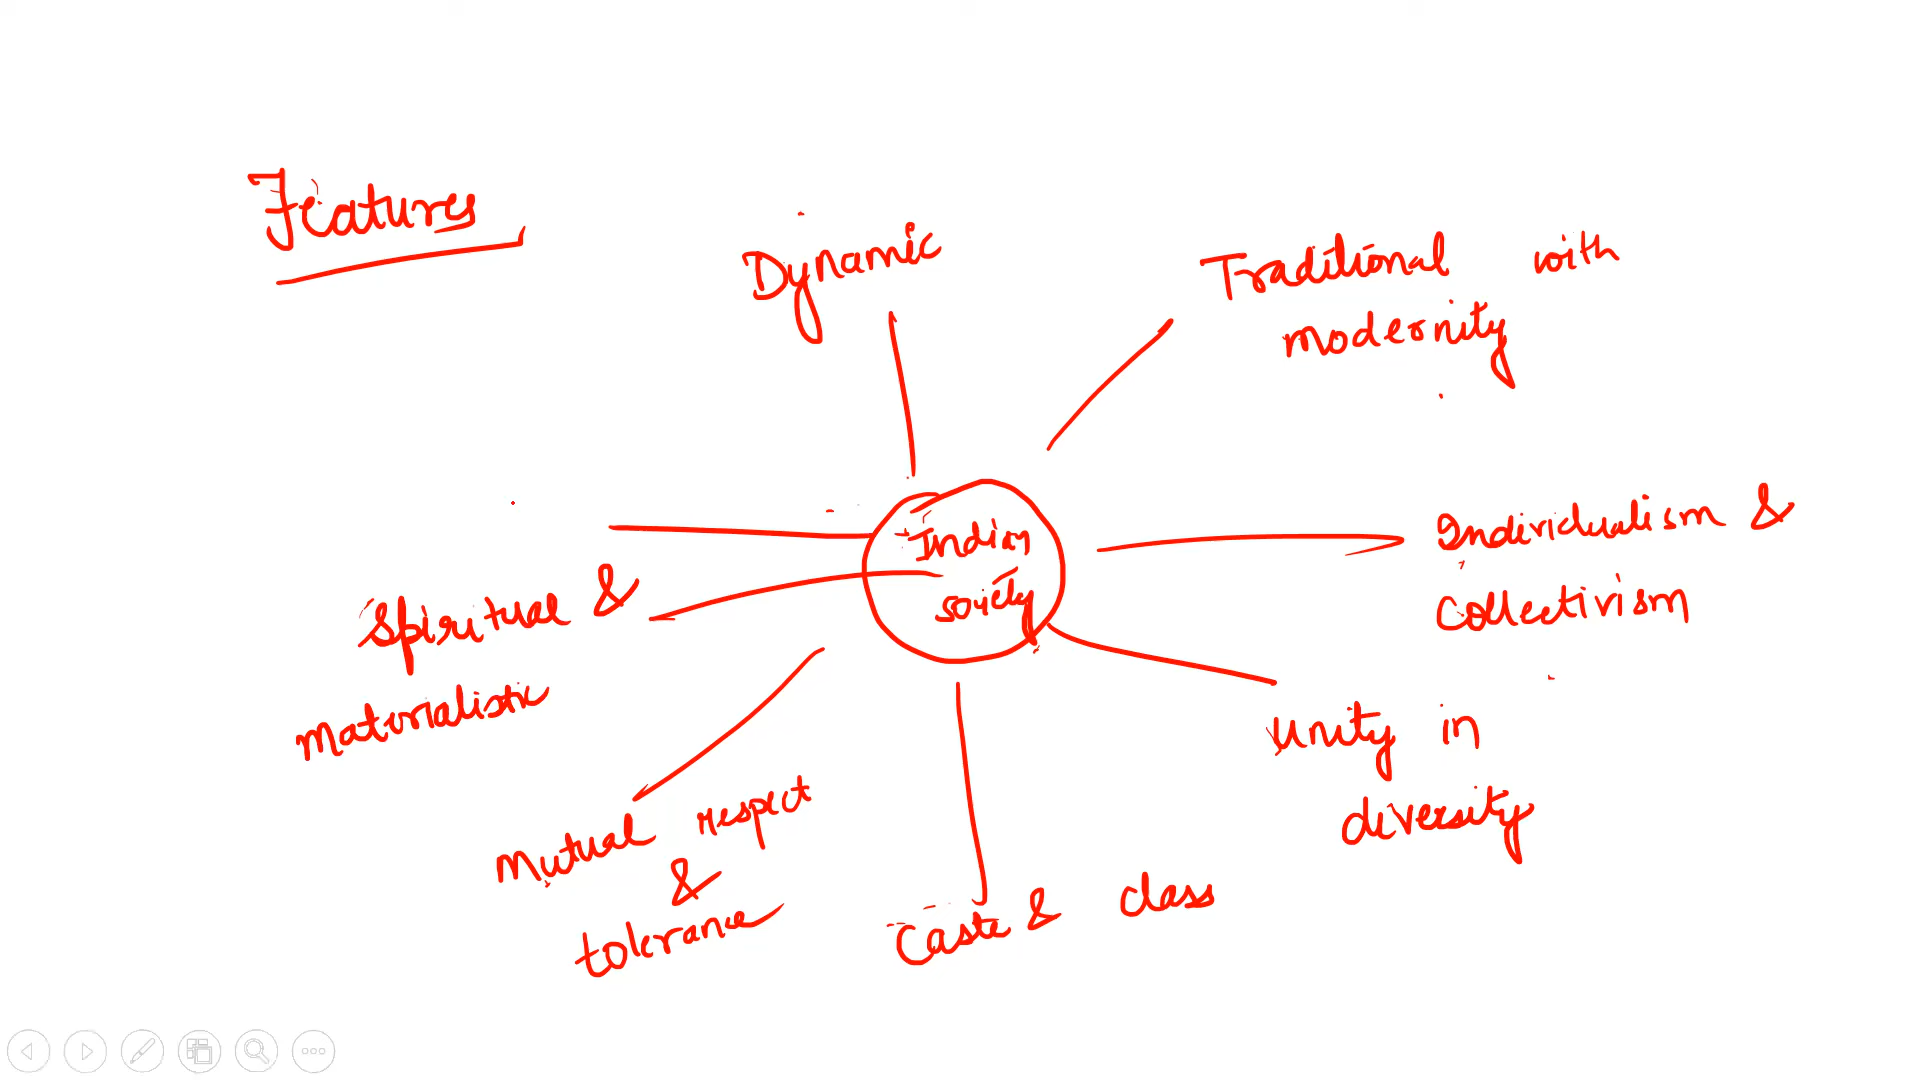 Features
Dynamic
Traditional with
modernity
Indian
society
Individualism &
Collectivism
Spiritual &
materialistic
Unity in
diversity
Mutual respect
&
tolerance
Caste & class